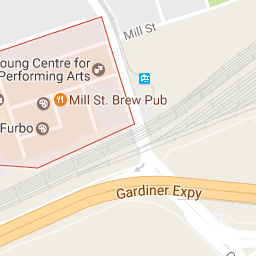 Mill St
oung Centre for
Performing Arts
Mill St. Brew Pub
Furbo
Gardiner Expy